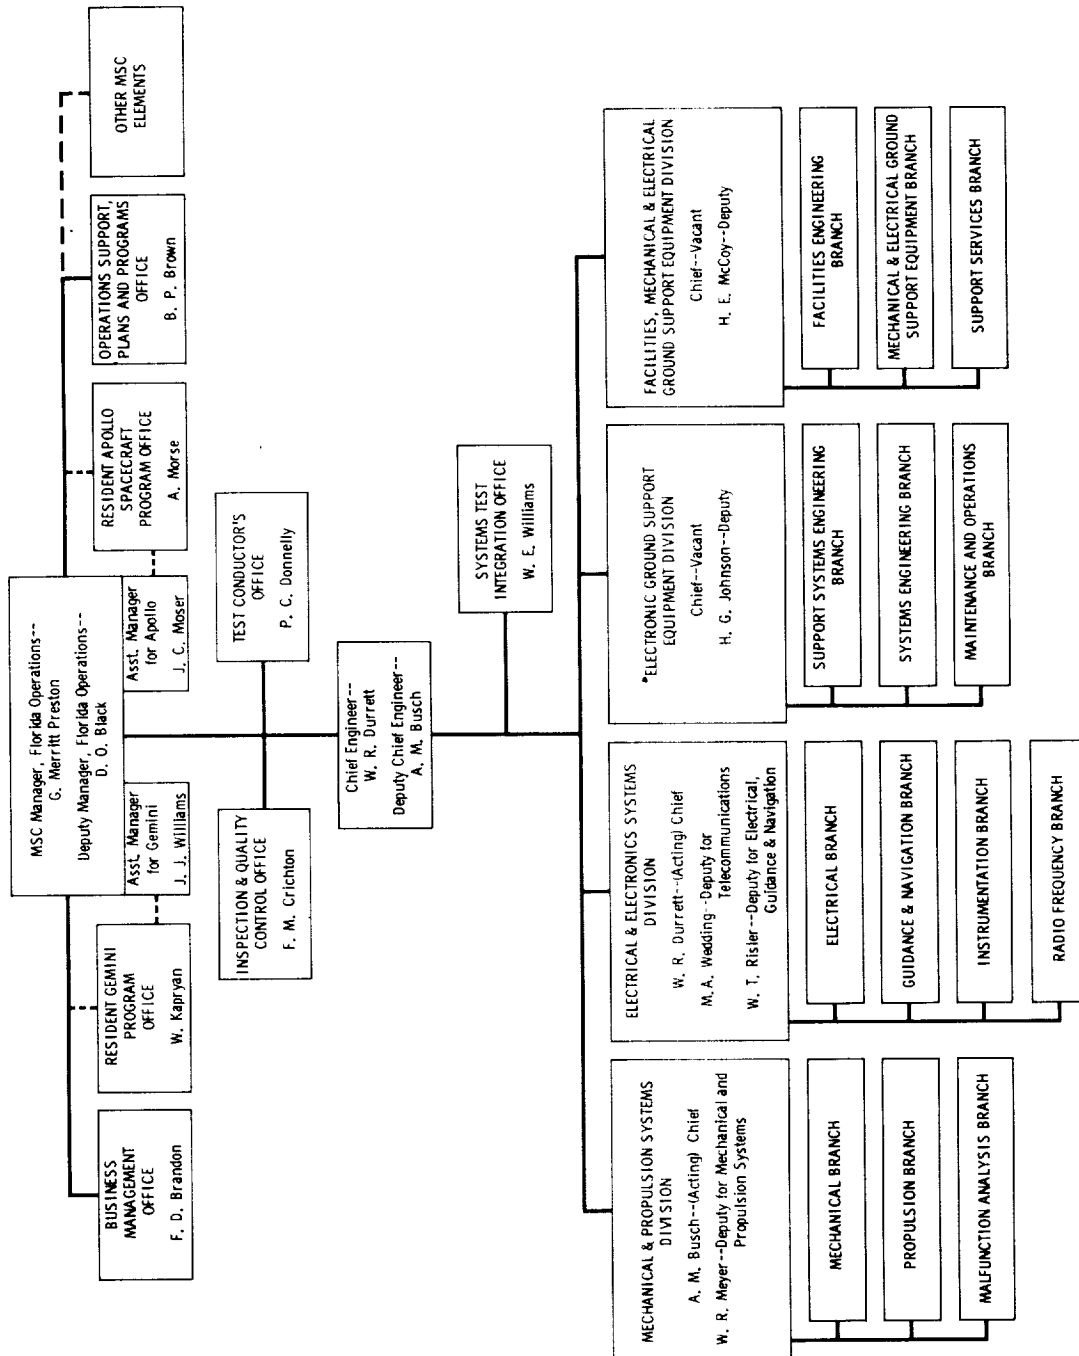 MSC Manager, Florida Operations--
G. Merritt Preston
Deputy Manager, Florida Operations--
D. O. Black
Asst. Manager
for Gemini
J. J. Williams
Asst. Manager
for Apollo
J. C. Moser
BUSINESS
MANAGEMENT
OFFICE
F. D. Brandon
RESIDENT GEMINI
PROGRAM
OFFICE
W. Kapryan
RESIDENT APOLLO
SPACECRAFT
PROGRAM OFFICE
A. Morse
OPERATIONS SUPPORT,
PLANS AND PROGRAMS
OFFICE
B. P. Brown
OTHER MSC
ELEMENTS
INSPECTION & QUALITY
CONTROL OFFICE
F. M. Crichton
TEST CONDUCTOR'S
OFFICE
P. C. Donnelly
Chief Engineer--
W. R. Durrett
Deputy Chief Engineer--
A. M. Busch
SYSTEMS TEST
INTEGRATION OFFICE
W. E. Williams
MECHANICAL & PROPULSION SYSTEMS
DIVISION
A. M. Busch--(Acting) Chief
W. R. Meyer--Deputy for Mechanical and
Propulsion Systems
MECHANICAL BRANCH
PROPULSION BRANCH
MALFUNCTION ANALYSIS BRANCH
ELECTRICAL & ELECTRONICS SYSTEMS
DIVISION
W. R. Durrett--(Acting) Chief
M. A. Wedding--Deputy for
Telecommunications
W. T. Risler--Deputy for Electrical,
Guidance & Navigation
ELECTRICAL BRANCH
GUIDANCE & NAVIGATION BRANCH
INSTRUMENTATION BRANCH
RADIO FREQUENCY BRANCH
*ELECTRONIC GROUND SUPPORT
EQUIPMENT DIVISION
Chief--Vacant
H. G. Johnson--Deputy
SUPPORT SYSTEMS ENGINEERING
BRANCH
SYSTEMS ENGINEERING BRANCH
MAINTENANCE AND OPERATIONS
BRANCH
FACILITIES, MECHANICAL & ELECTRICAL
GROUND SUPPORT EQUIPMENT DIVISION
Chief--Vacant
H. E. McCoy--Deputy
FACILITIES ENGINEERING
BRANCH
MECHANICAL & ELECTRICAL GROUND
SUPPORT EQUIPMENT BRANCH
SUPPORT SERVICES BRANCH